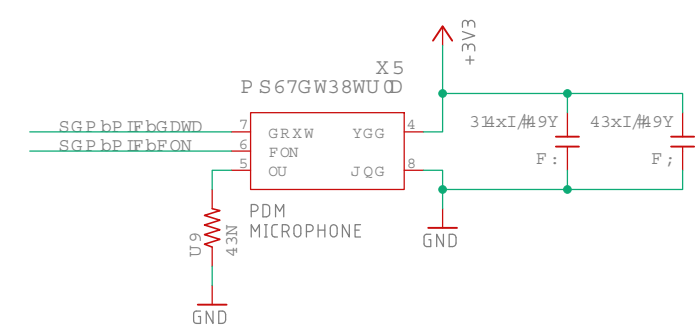 +3V3
X5
PS67GW38WU0D
SGPbPIFbGDWD
7
GRXW
YGG
4
314xI/#49Y
43xI/#49Y
SGPbPIFbFON
6
FON
F:
F;
5
OU
JQG
8
PDM
MICROPHONE
U9
43N
GND
GND